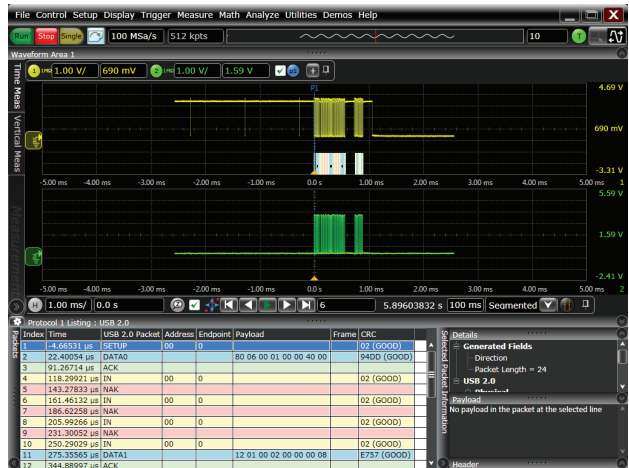 File Control Setup Display Trigger Measure Math Analyze Utilities Demos Help
Run Stop Single 100 MSa/s 512 kpts 10 T
Waveform Area 1
1 1.00 V/ 690 mV 2 1.00 V/ 1.59 V
Time Meas
Vertical Meas
Measurements
P1
4.69 V
690 mV
-3.31 V
-5.00 ms -4.00 ms -3.00 ms -2.00 ms -1.00 ms 0.0 s 1.00 ms 2.00 ms 3.00 ms 4.00 ms 5.00 ms 1
5.59 V
1.59 V
-2.41 V
-5.00 ms -4.00 ms -3.00 ms -2.00 ms -1.00 ms 0.0 s 1.00 ms 2.00 ms 3.00 ms 4.00 ms 5.00 ms 2
H 1.00 ms/ 0.0 s 6 5.89603832 s 100 ms Segmented
Protocol 1 Listing : USB 2.0
Packets
Index Time USB 2.0 Packet Address Endpoint Payload Frame CRC
1 -4.66531 µs SETUP 00 0 02 (GOOD)
2 22.40054 µs DATA0 80 06 00 01 00 00 40 00 94DD (GOOD)
3 91.26714 µs ACK
4 118.29921 µs IN 00 0 02 (GOOD)
5 143.27833 µs NAK
6 161.46132 µs IN 00 0 02 (GOOD)
7 186.62258 µs NAK
8 205.99266 µs IN 00 0 02 (GOOD)
9 231.30052 µs NAK
10 250.29029 µs IN 00 0 02 (GOOD)
11 275.35565 µs DATA1 12 01 00 02 00 00 00 08 E757 (GOOD)
12 344.88997 µs ACK
Selected Packet Information
Details
Generated Fields
Direction
Packet Length = 24
USB 2.0
Payload
No payload in the packet at the selected line
Header